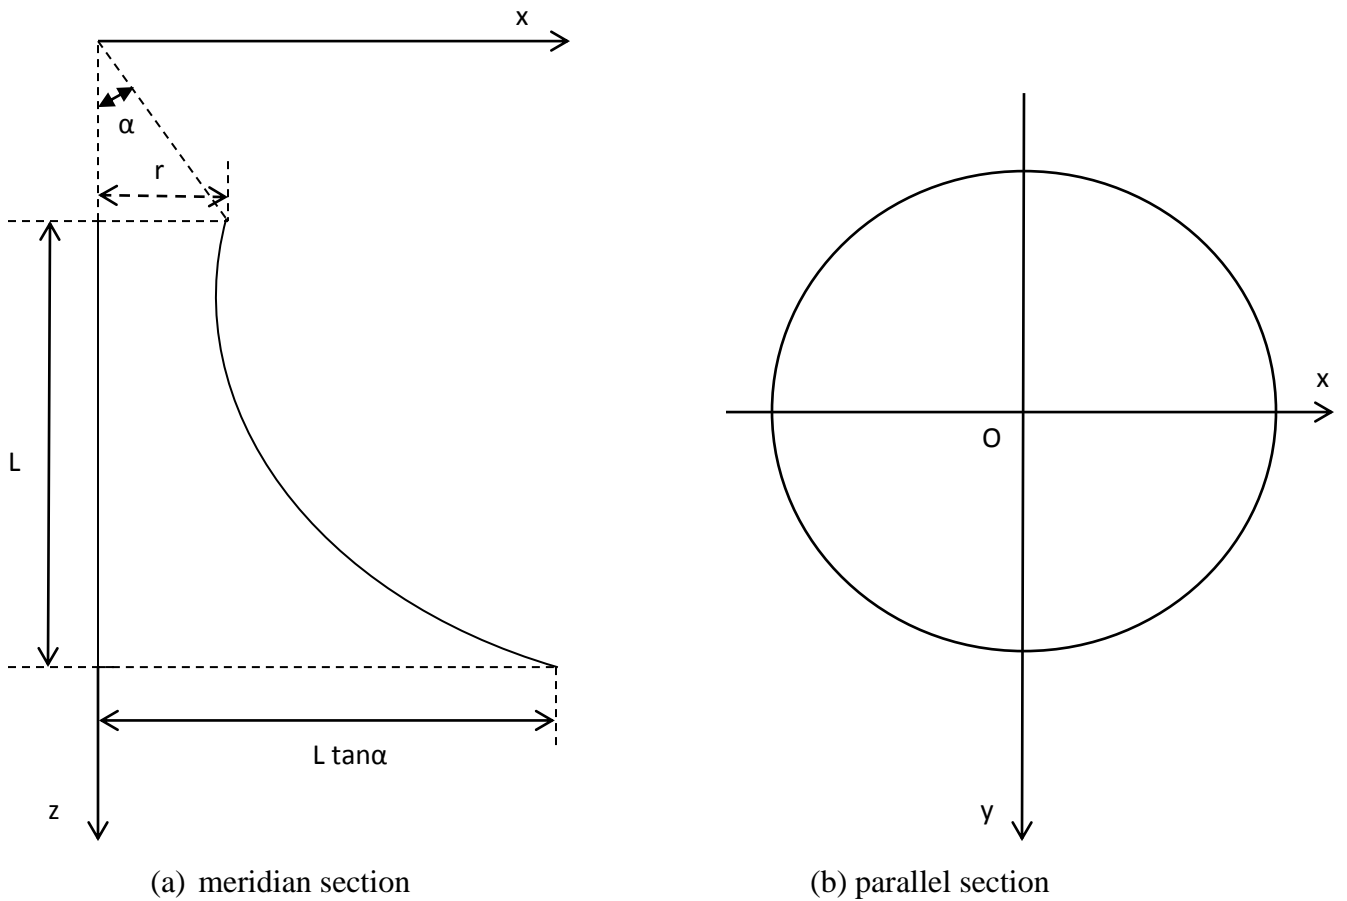 x
α
r
L
L tanα
z
(a) meridian section
x
O
y
(b) parallel section